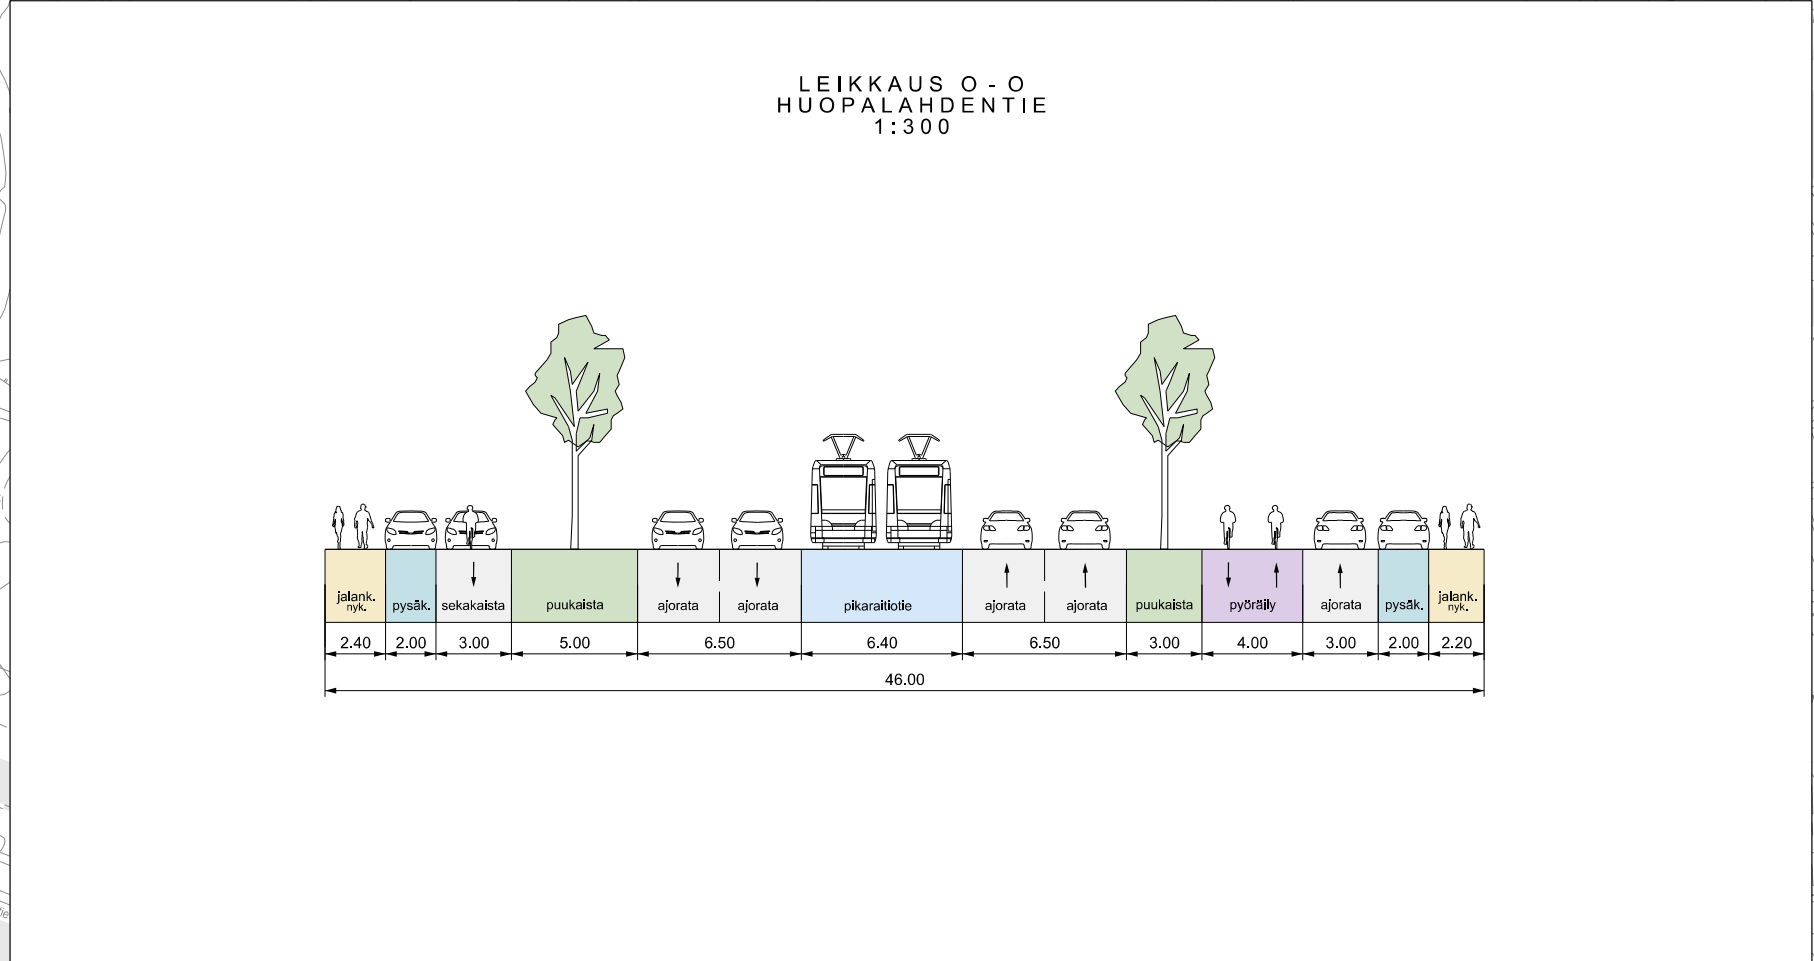 LEIKKAUS O - O
HUOPALAHDENTIE
1:300
jalank. pysäk. sekakaista puukaista ajorata ajorata pikaraitiotie ajorata ajorata puukaista pyöräily ajorata pysäk. jalank.
nyk. nyk.
2.40 2.00 3.00 5.00 6.50 6.40 6.50 3.00 4.00 3.00 2.00 2.20
46.00